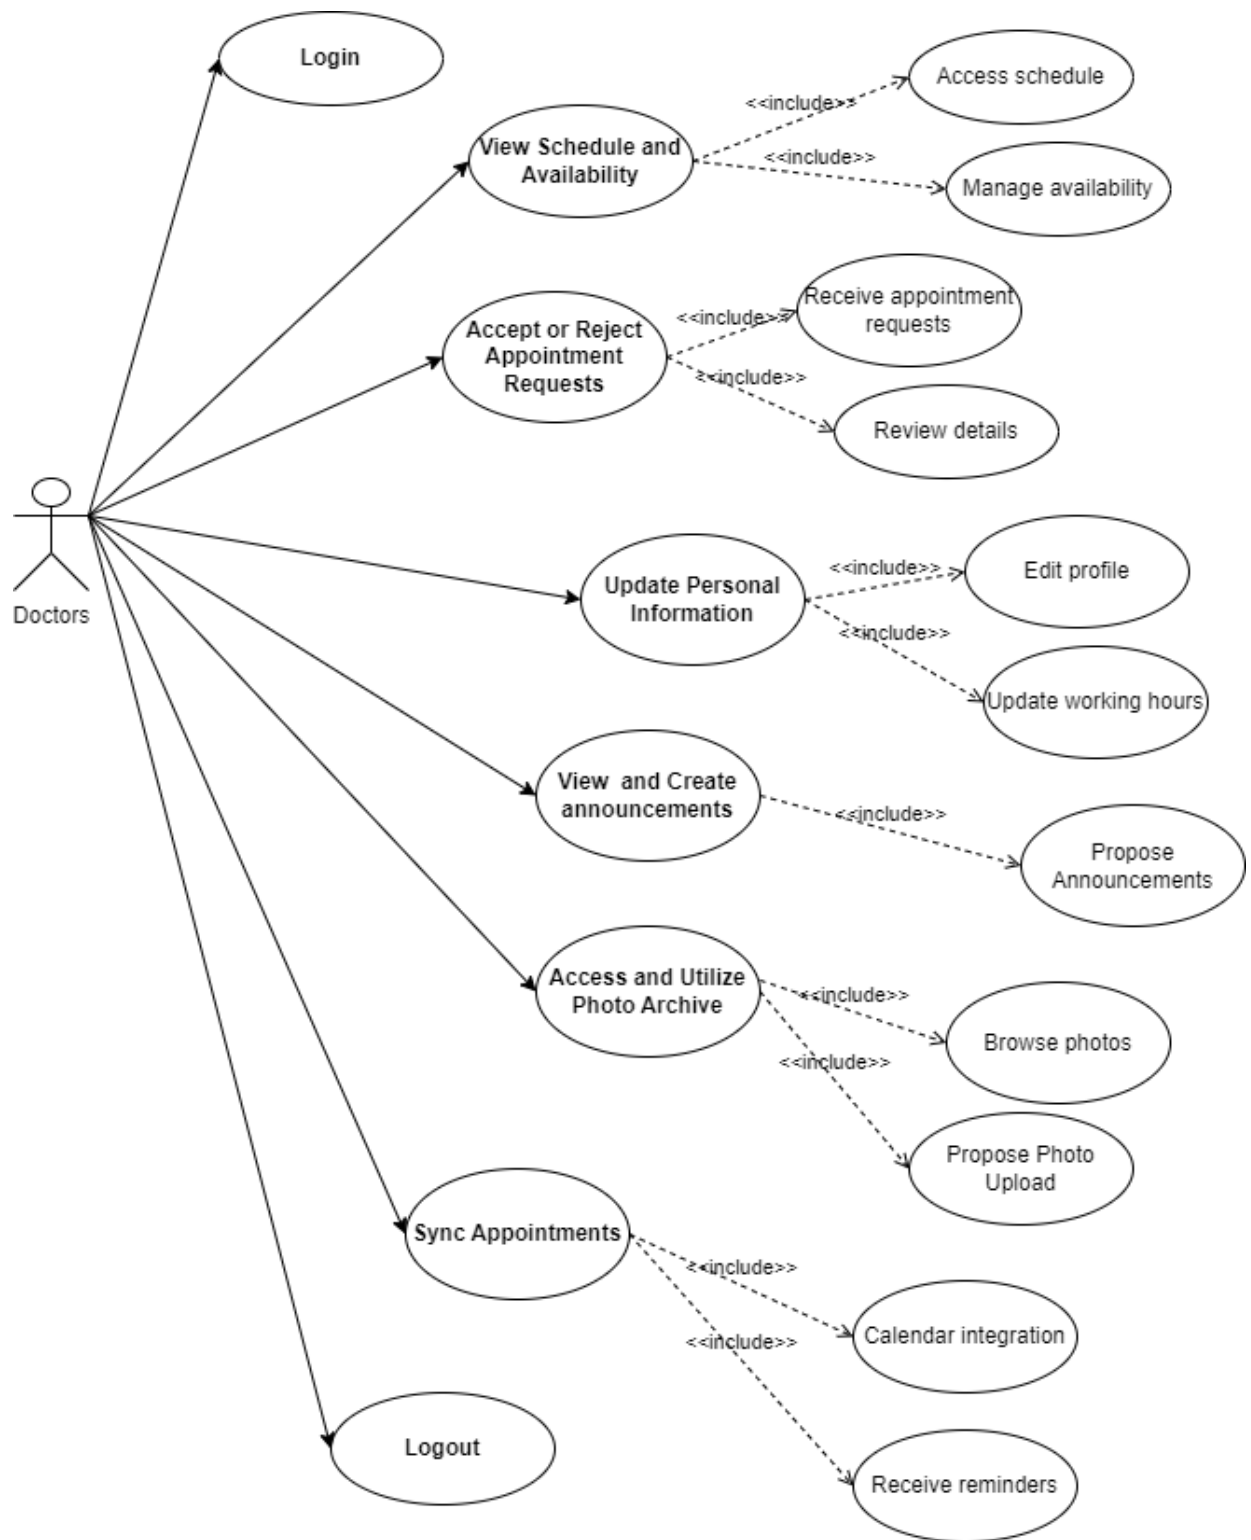 Login
Access schedule
<<include>>
View Schedule and
Availability
<<include>>
Manage availability
Receive appointment
requests
<<include>>
Accept or Reject
Appointment
Requests
<<include>>
Review details
Doctors
Edit profile
<<include>>
Update Personal
Information
<<include>>
Update working hours
View  and Create
announcements
<<include>>
Propose
Announcements
Access and Utilize
Photo Archive
<<include>>
Browse photos
<<include>>
Propose Photo
Upload
Sync Appointments
<<include>>
Calendar integration
<<include>>
Logout
Receive reminders